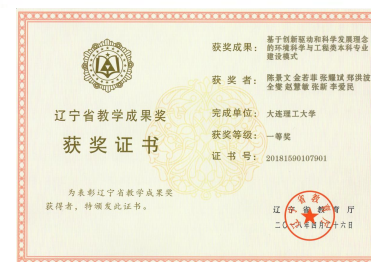 辽宁省教学成果奖
获奖证书
为表彰辽宁省教学成果奖
获得者,特颁发此证书。
获奖成果:
基于创新驱动和科学发展理念
的环境科学与工程类本科专业
建设模式
获奖者:
陈景文 金若菲 张耀斌 郑洪波
全燮 赵慧敏 张新 李爱民
完成单位:大连理工大学
获奖等级:一等奖
证书号:20181590107901
辽宁省教育厅
二〇一八年四月二十六日